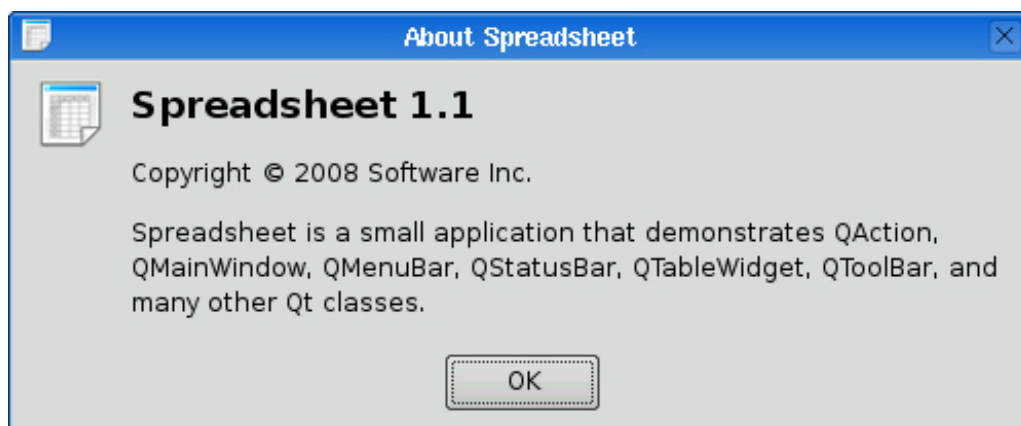 About Spreadsheet
Spreadsheet 1.1
Copyright © 2008 Software Inc.
Spreadsheet is a small application that demonstrates QAction,
QMainWindow, QMenuBar, QStatusBar, QTableWidget, QToolBar, and
many other Qt classes.
OK